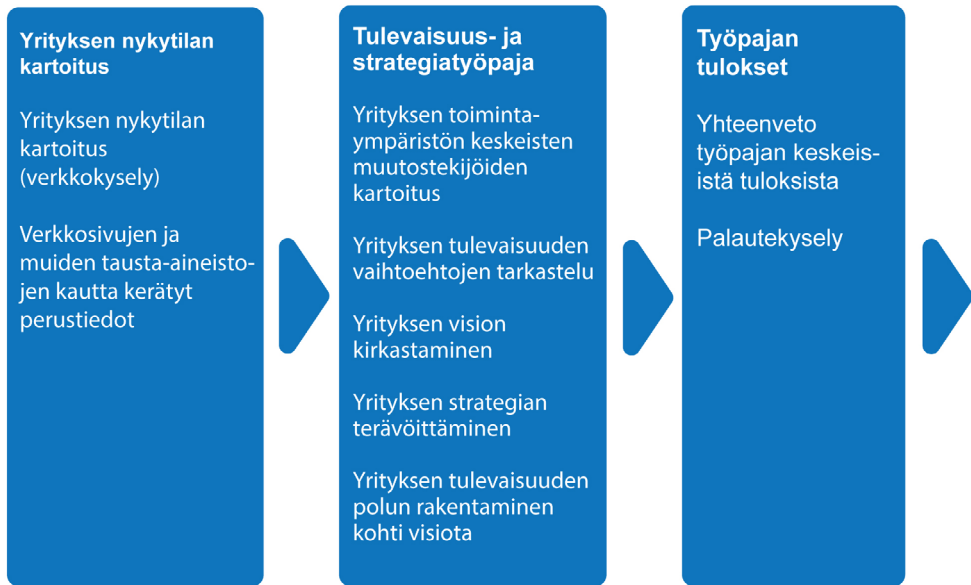 Yrityksen nykytilan
kartoitus
Yrityksen nykytilan
kartoitus
(verkkokysely)
Verkkosivujen ja
muiden tausta-aineisto-
jen kautta kerätyt
perustiedot
Tulevaisuus- ja
strategiatyöpaja
Yrityksen toiminta-
ympäristön keskeisten
muutostekijöiden
kartoitus
Yrityksen tulevaisuuden
vaihtoehtojen tarkastelu
Yrityksen vision
kirkastaminen
Yrityksen strategian
terävöittäminen
Yrityksen tulevaisuuden
polun rakentaminen
kohti visiota
Työpajan
tulokset
Yhteenveto
työpajan keskeis-
istä tuloksista
Palautekysely